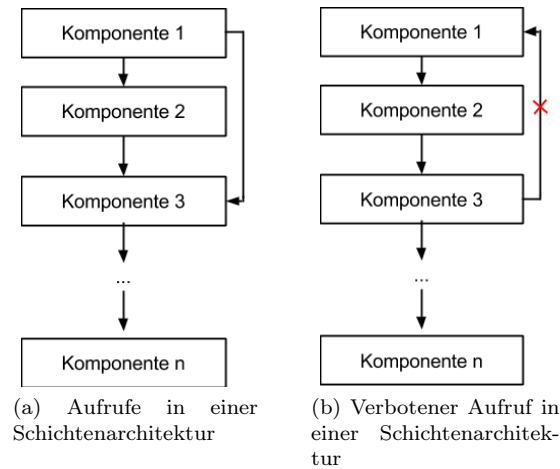 Komponente 1
Komponente 2
Komponente 3
...
Komponente n
(a) Aufrufe in einer
Schichtenarchitektur
Komponente 1
Komponente 2
Komponente 3
...
Komponente n
(b) Verbotener Aufruf in
einer Schichtenarchitek-
tur